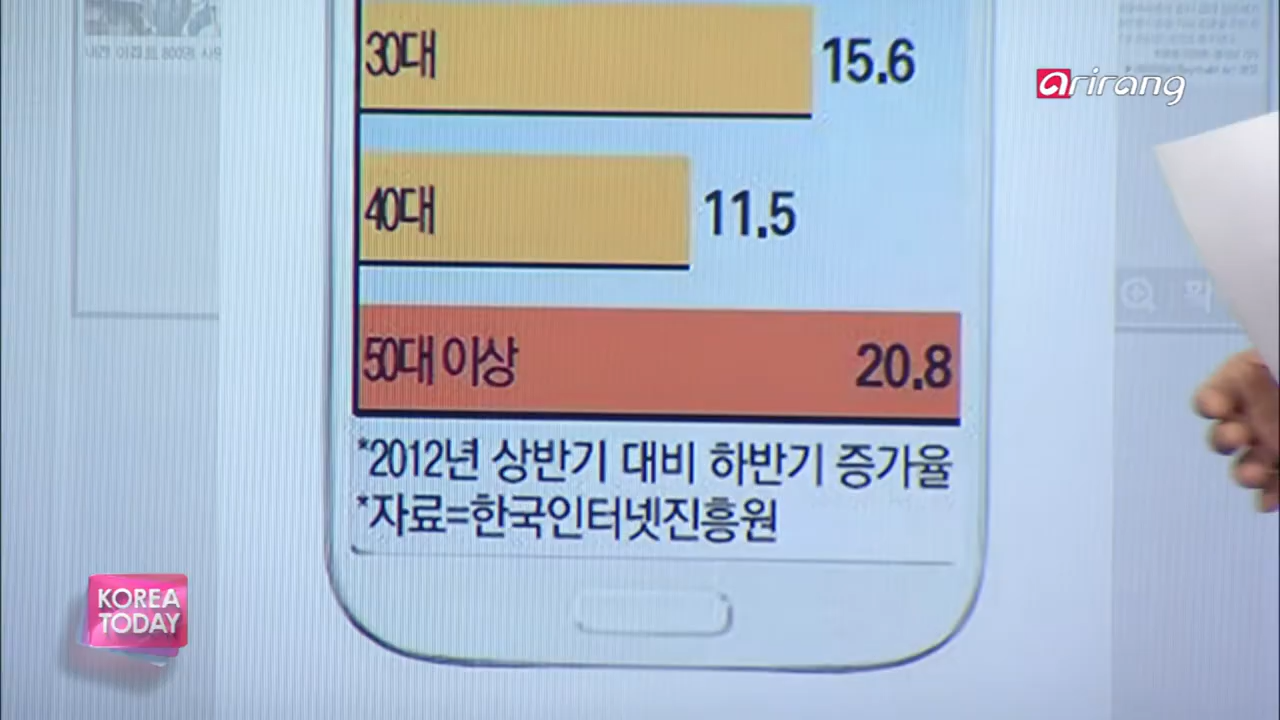 30대 15.6
arirang
40대 11.5
50대 이상 20.8
*2012년 상반기 대비 하반기 증가율
*자료=한국인터넷진흥원
KOREA
TODAY